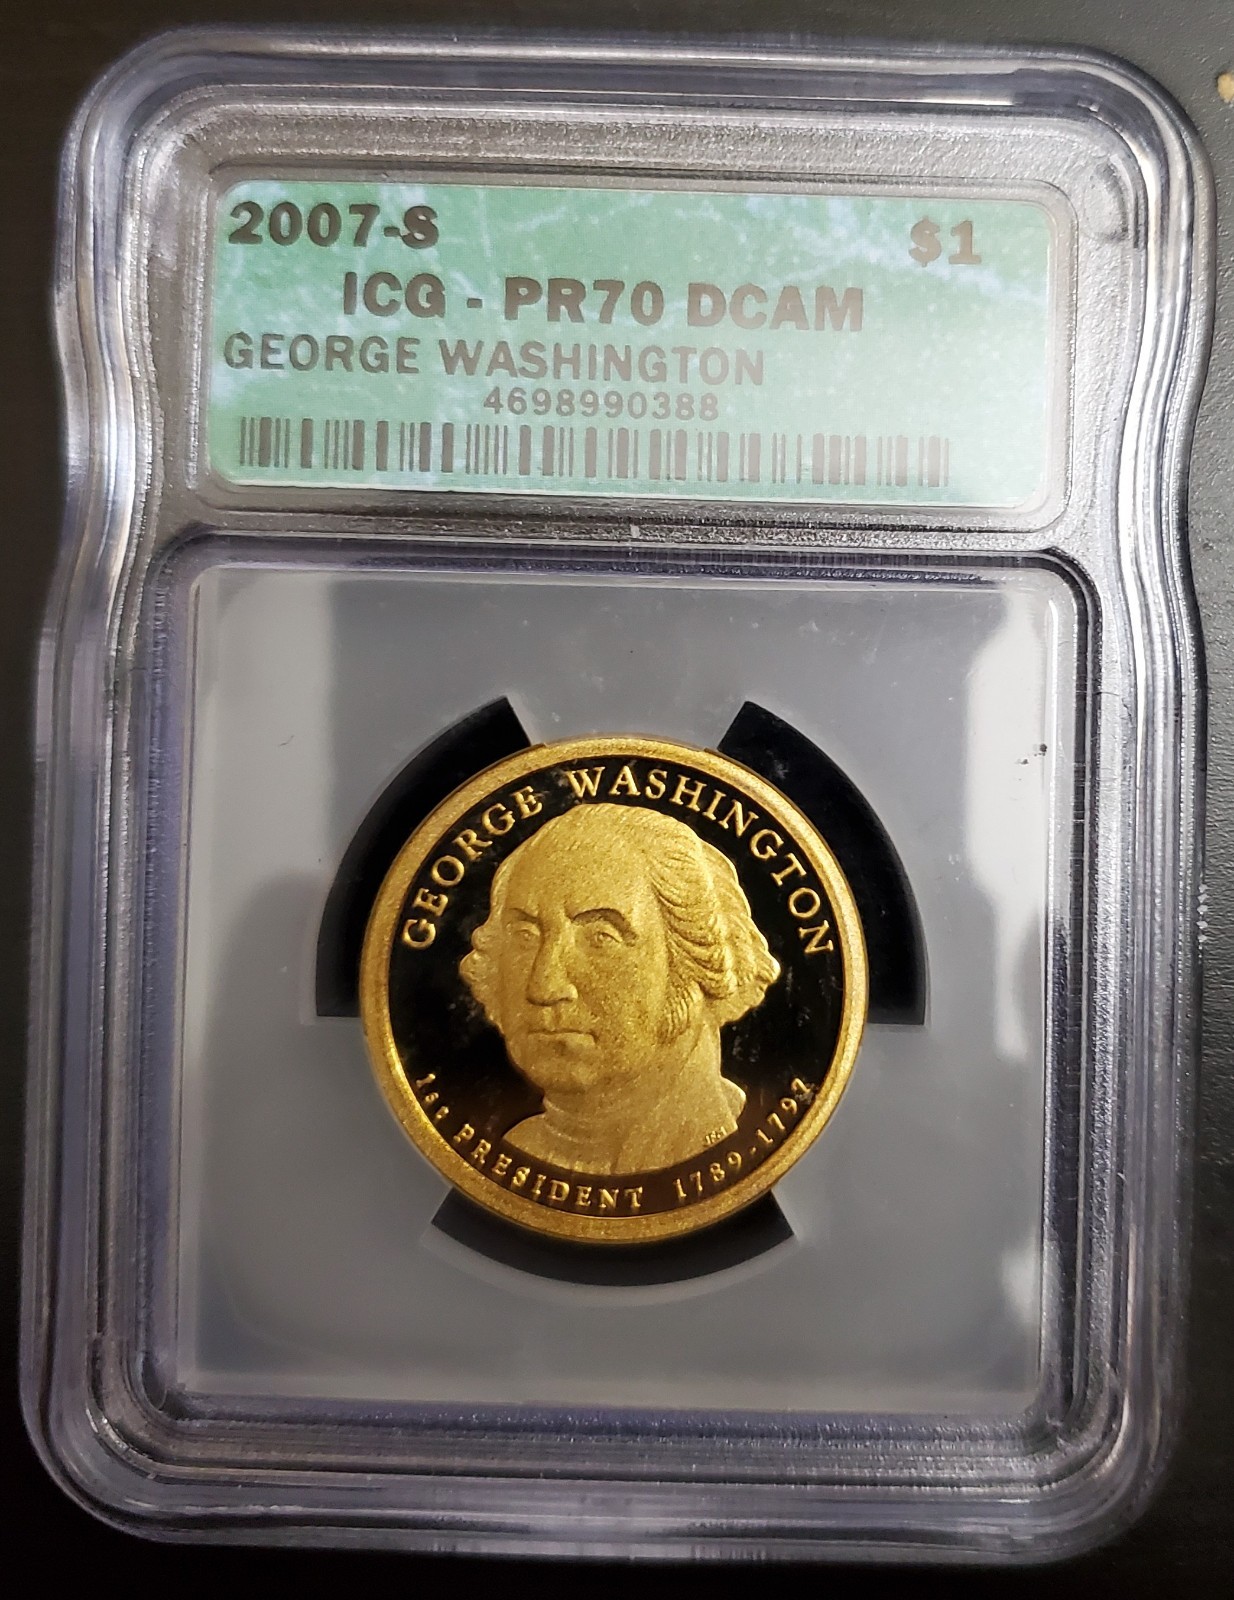 2007-S
$1
ICG - PR70 DCAM
GEORGE WASHINGTON
4698990388
GEORGE WASHINGTON
1st PRESIDENT 1789-1797